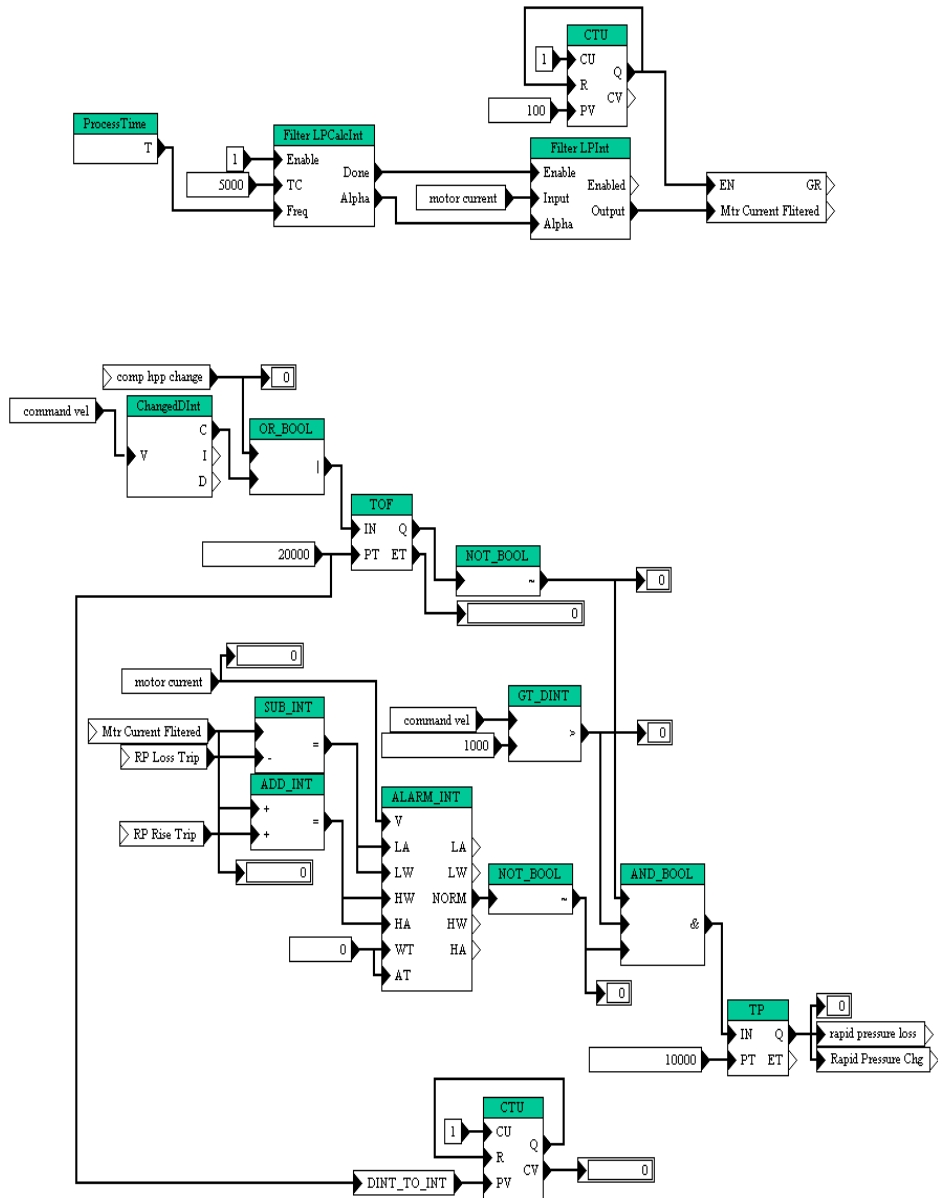 CTU
1
CU
Q
R
CV
100
PV
ProcessTime
T
Filter LPCalcInt
1
Enable
Done
5000
TC
Alpha
Freq
Filter LPInt
Enable
Enabled
motor current
Input
Output
Alpha
EN
GR
Mtr Current Flitered
comp hpp change
0
command vel
ChangedDInt
C
V
I
D
OR_BOOL
|
TOF
IN
Q
20000
PT
ET
NOT_BOOL
~
0
0
0
motor current
SUB_INT
Mtr Current Flitered
=
RP Loss Trip
-
ADD_INT
+
=
RP Rise Trip
+
0
GT_DINT
command vel
>
1000
0
ALARM_INT
V
LA
LA
LW
LW
HW
NORM
HA
HW
0
WT
HA
AT
NOT_BOOL
~
0
AND_BOOL
&
TP
IN
Q
10000
PT
ET
0
rapid pressure loss
Rapid Pressure Chg
CTU
1
CU
Q
R
CV
0
DINT_TO_INT
PV